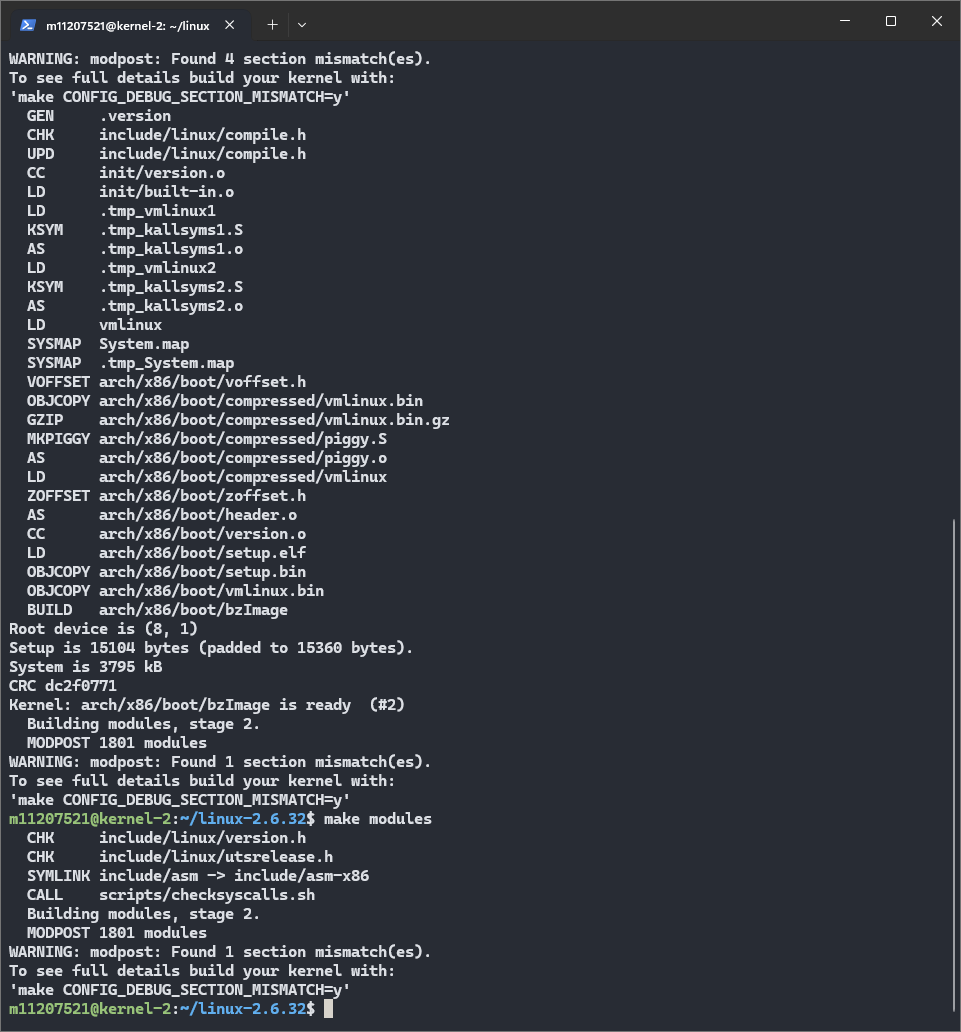 m11207521@kernel-2: ~/linux
WARNING: modpost: Found 4 section mismatch(es).
To see full details build your kernel with:
'make CONFIG_DEBUG_SECTION_MISMATCH=y'
  GEN     .version
  CHK     include/linux/compile.h
  UPD     include/linux/compile.h
  CC      init/version.o
  LD      init/built-in.o
  LD      .tmp_vmlinux1
  KSYM    .tmp_kallsyms1.S
  AS      .tmp_kallsyms1.o
  LD      .tmp_vmlinux2
  KSYM    .tmp_kallsyms2.S
  AS      .tmp_kallsyms2.o
  LD      vmlinux
  SYSMAP  System.map
  SYSMAP  .tmp_System.map
  VOFFSET arch/x86/boot/voffset.h
  OBJCOPY arch/x86/boot/compressed/vmlinux.bin
  GZIP    arch/x86/boot/compressed/vmlinux.bin.gz
  MKPIGGY arch/x86/boot/compressed/piggy.S
  AS      arch/x86/boot/compressed/piggy.o
  LD      arch/x86/boot/compressed/vmlinux
  ZOFFSET arch/x86/boot/zoffset.h
  AS      arch/x86/boot/header.o
  CC      arch/x86/boot/version.o
  LD      arch/x86/boot/setup.elf
  OBJCOPY arch/x86/boot/setup.bin
  OBJCOPY arch/x86/boot/vmlinux.bin
  BUILD   arch/x86/boot/bzImage
Root device is (8, 1)
Setup is 15104 bytes (padded to 15360 bytes).
System is 3795 kB
CRC dc2f0771
Kernel: arch/x86/boot/bzImage is ready  (#2)
  Building modules, stage 2.
  MODPOST 1801 modules
WARNING: modpost: Found 1 section mismatch(es).
To see full details build your kernel with:
'make CONFIG_DEBUG_SECTION_MISMATCH=y'
m11207521@kernel-2:~/linux-2.6.32$ make modules
  CHK     include/linux/version.h
  CHK     include/linux/utsrelease.h
  SYMLINK include/asm -> include/asm-x86
  CALL    scripts/checksyscalls.sh
  Building modules, stage 2.
  MODPOST 1801 modules
WARNING: modpost: Found 1 section mismatch(es).
To see full details build your kernel with:
'make CONFIG_DEBUG_SECTION_MISMATCH=y'
m11207521@kernel-2:~/linux-2.6.32$